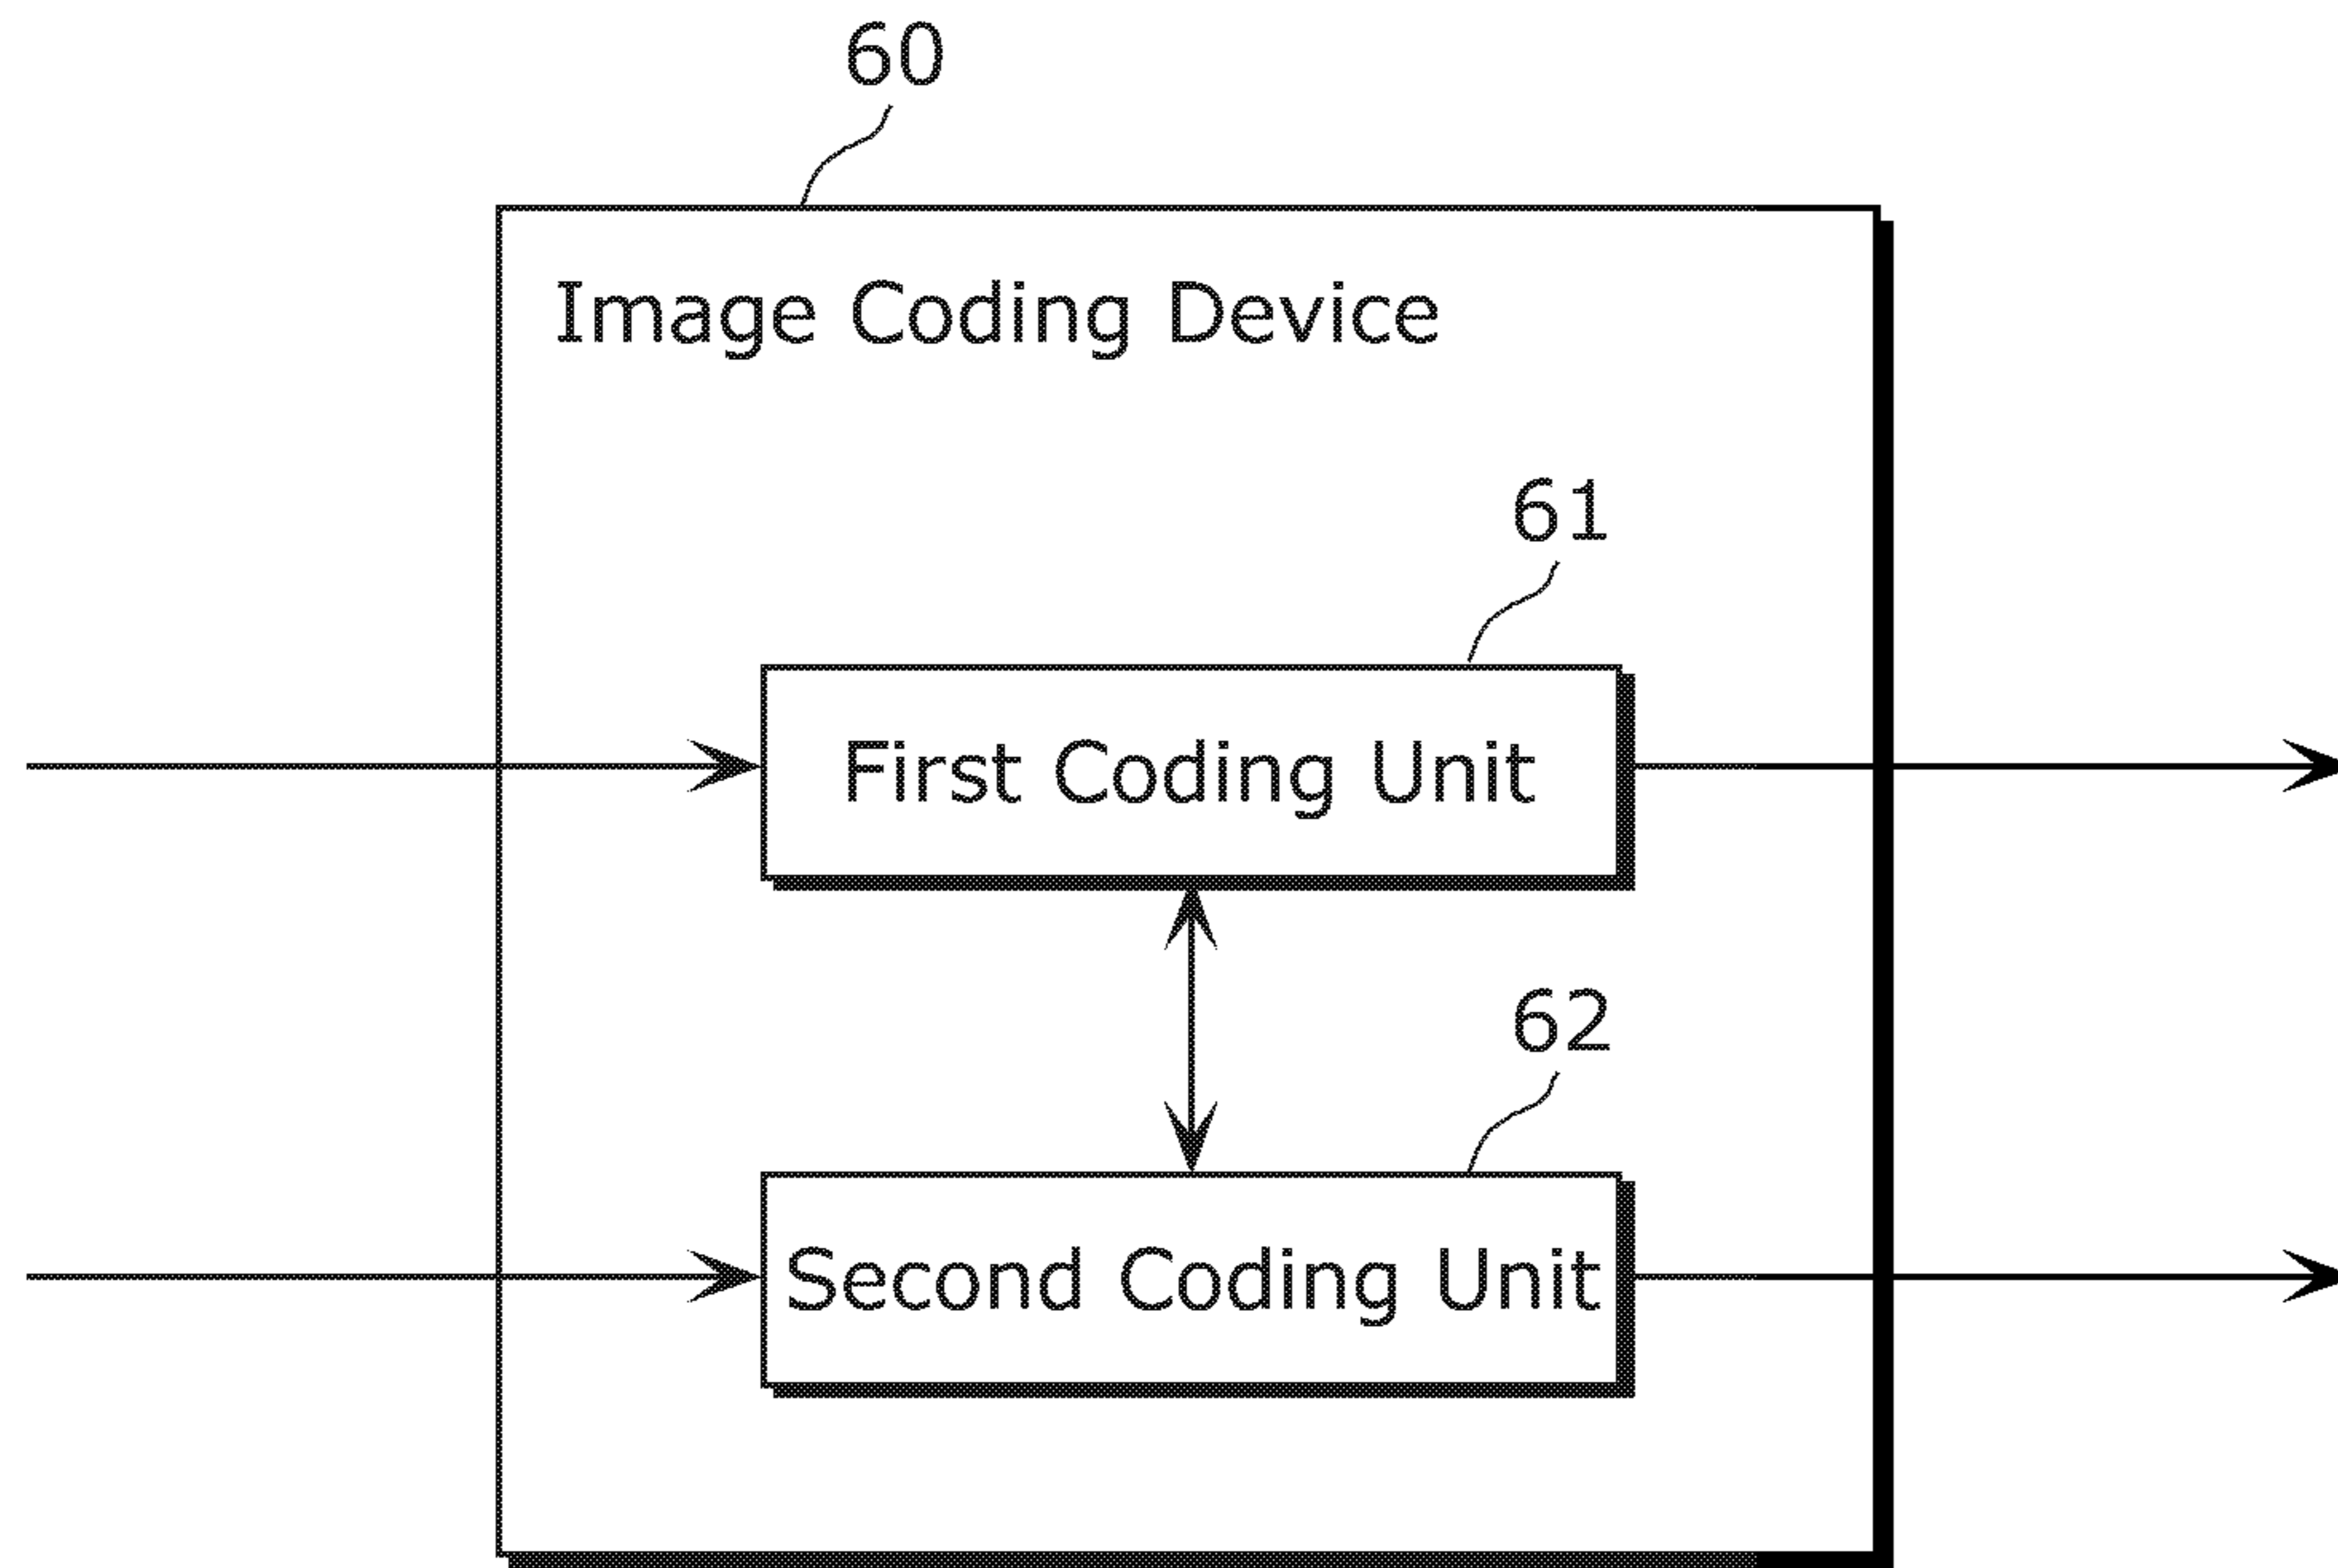 60
Image Coding Device
61
First Coding Unit
62
Second Coding Unit